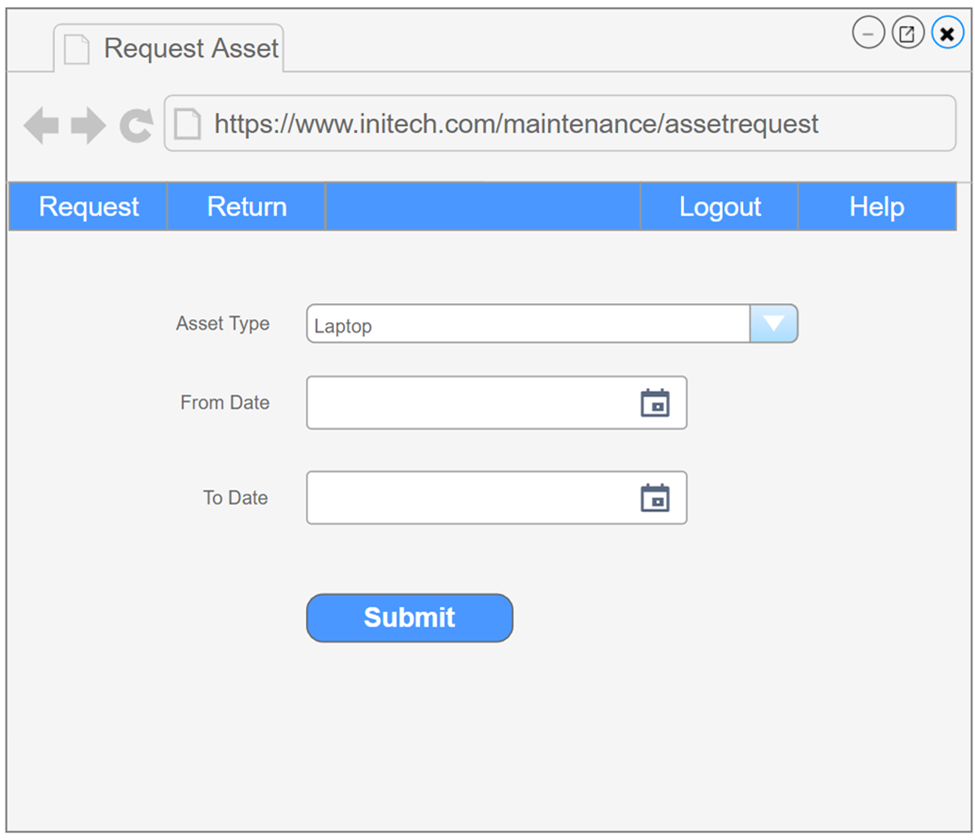 Request Asset
https://www.initech.com/maintenance/assetrequest
Request Return Logout Help
Asset Type Laptop
From Date
To Date
Submit